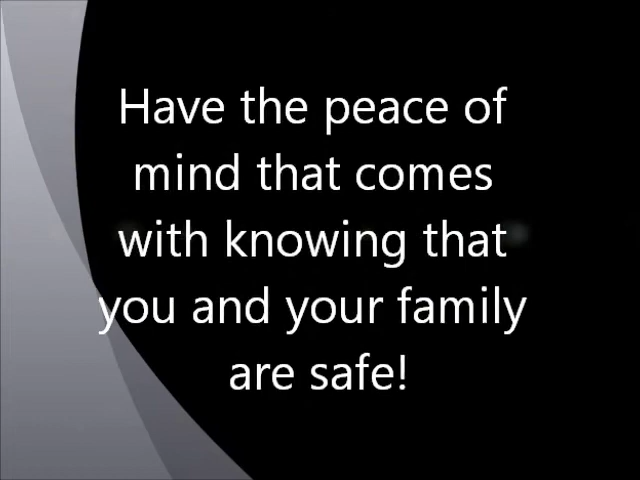 Have the peace of
mind that comes
with knowing that
you and your family
are safe!